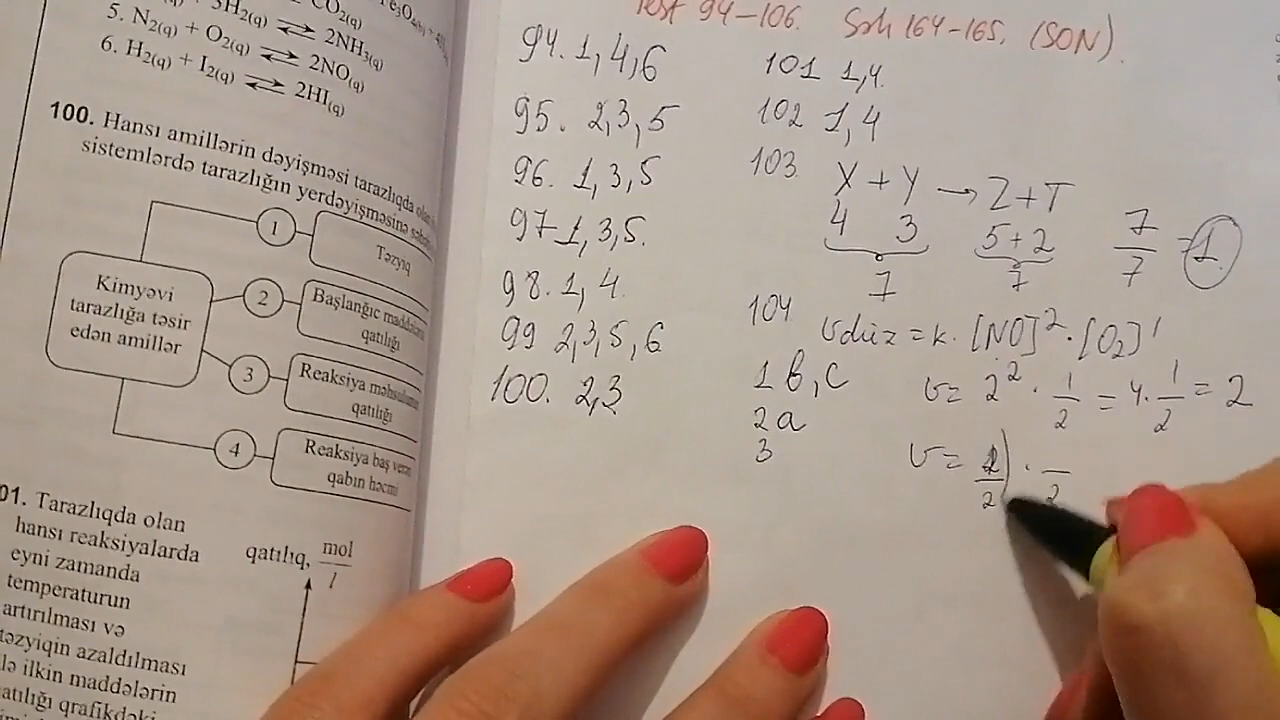 3H₂(q) ⇌ 2NH₃(q)
CO₂(q)
5. N₂(q) + O₂(q) ⇌ 2NO(q)
6. H₂(q) + I₂(q) ⇌ 2HI(q)
100. Hansı amillərin dəyişməsi tarazlıqda
sistemlərdə tarazlığın yerdəyişməsinə
Kimyəvi
tarazlığa təsir
edən amillər
1
Təzyiq
2
Başlanğıc
qatılığı
3
Reaksiya
qatılığı
4
Reaksiya baş
qabın həcmi
01. Tarazlıqda olan
hansı reaksiyalarda
eyni zamanda
temperaturun
artırılması və
təzyiqin azaldılması
ilkin maddələrin
qrafikdəki
qatılıq, mol/l
Test 94–106. Səh 164–165. (SON).
94. 1,4,6
95. 2,3,5
96. 1,3,5
97 1,3,5.
98. 1,4.
99 2,3,5,6
100. 2,3
101 1,4.
102 1,4
103. X + Y → Z + T
4 3 5+2 7/7 = 1.
7 7
104 υdüz = k. [NO]² · [O₂]¹
1 b, c υ = 2² · 1/2 = 4 · 1/2 = 2
2 a
3 υ =